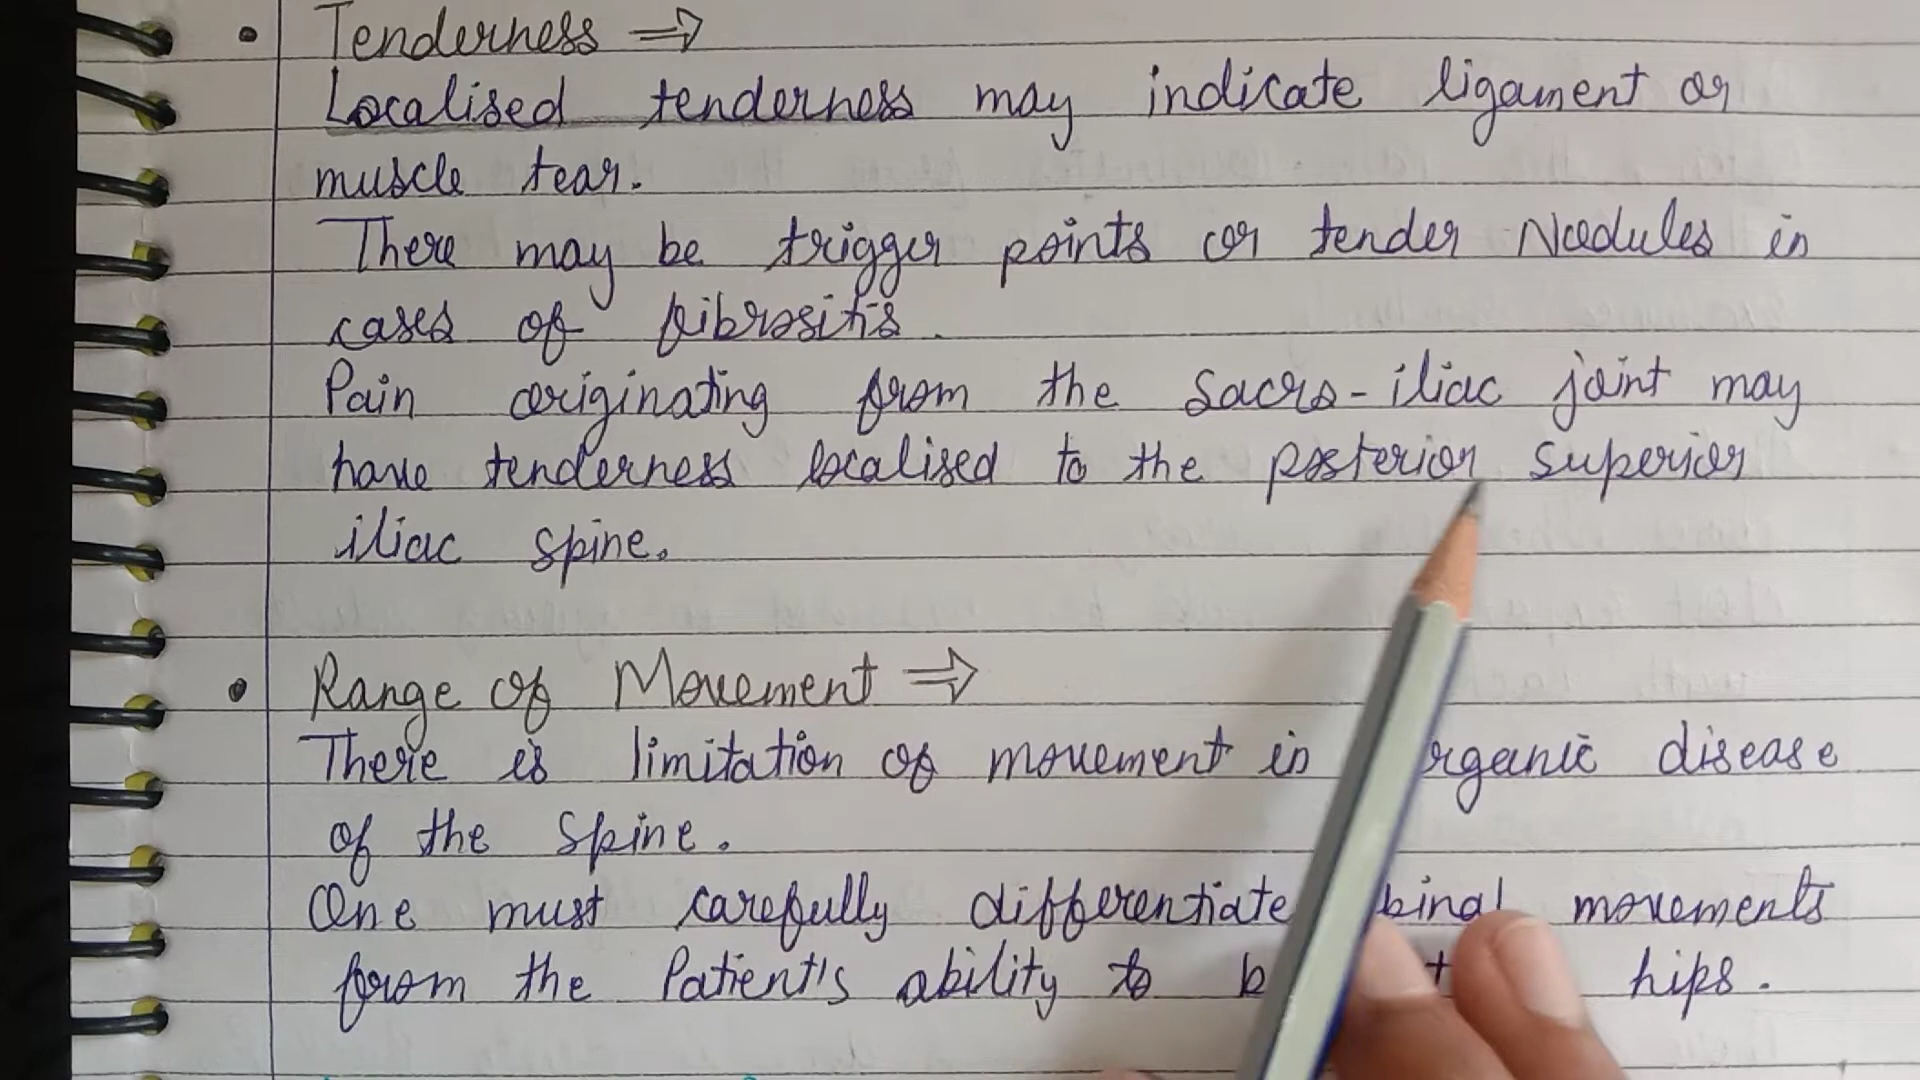 • Tenderness ⇒
Localised tenderness may indicate ligament or
muscle tear.
There may be trigger points or tender Noodules in
cases of fibrositis.
Pain originating from the Sacro-iliac joint may
have tenderness localised to the posterior superior
iliac spine.
• Range of Movement ⇒
There is limitation of movement in rganic disease
of the spine.
One must carefully differentiate pinal movements
from the Patient's ability to b t hips.